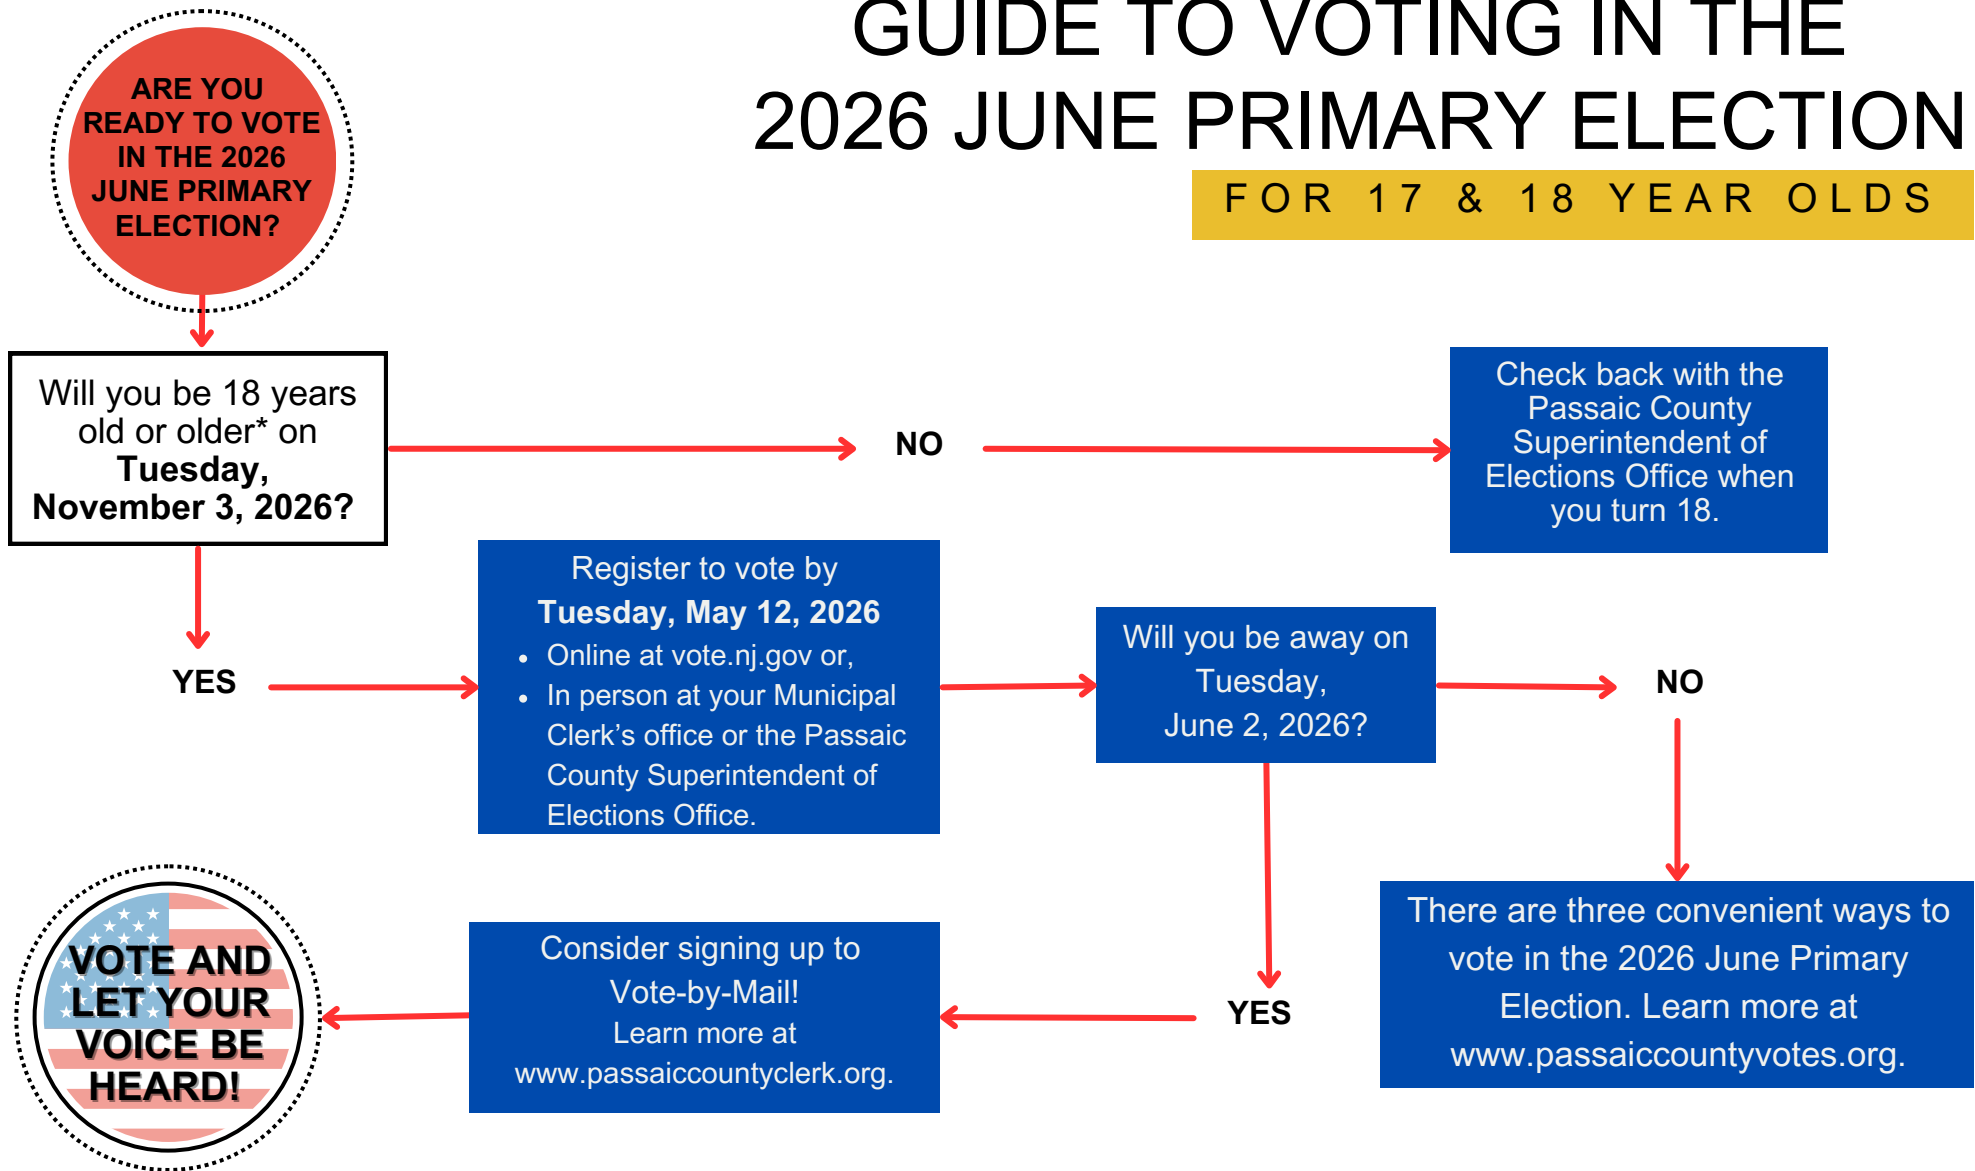 GUIDE TO VOTING IN THE
2026 JUNE PRIMARY ELECTION
FOR 17 & 18 YEAR OLDS
ARE YOU
READY TO VOTE
IN THE 2026
JUNE PRIMARY
ELECTION?
Will you be 18 years
old or older* on
Tuesday,
November 3, 2026?
NO
Check back with the
Passaic County
Superintendent of
Elections Office when
you turn 18.
YES
Register to vote by
Tuesday, May 12, 2026
• Online at vote.nj.gov or,
• In person at your Municipal
Clerk’s office or the Passaic
County Superintendent of
Elections Office.
Will you be away on
Tuesday,
June 2, 2026?
NO
There are three convenient ways to
vote in the 2026 June Primary
Election. Learn more at
www.passaiccountyvotes.org.
YES
Consider signing up to
Vote-by-Mail!
Learn more at
www.passaiccountyclerk.org.
VOTE AND
LET YOUR
VOICE BE
HEARD!